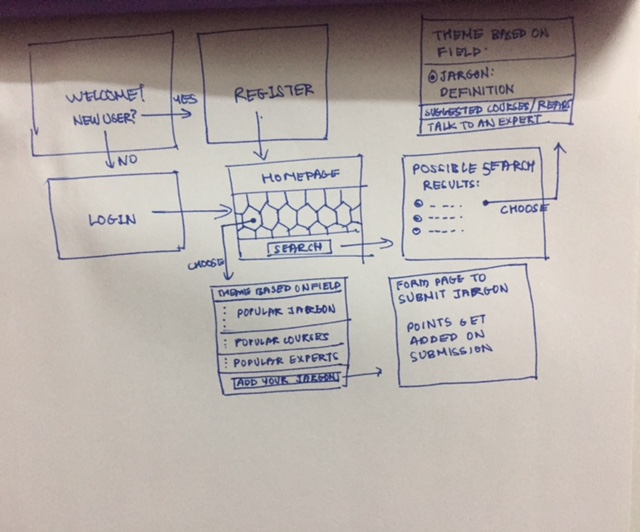 WELCOME!
NEW USER?
YES
NO
REGISTER
LOGIN
HOMEPAGE
SEARCH
CHOOSE
THEME BASED ON FIELD
POPULAR JARGON
POPULAR COURSES
POPULAR EXPERTS
ADD YOUR JARGON
FORM PAGE TO
SUBMIT JARGON
POINTS GET
ADDED ON
SUBMISSION
POSSIBLE SEARCH
RESULTS:
CHOOSE
THEME BASED ON
FIELD:
JARGON:
DEFINITION
SUGGESTED COURSES/
TALK TO AN EXPERT